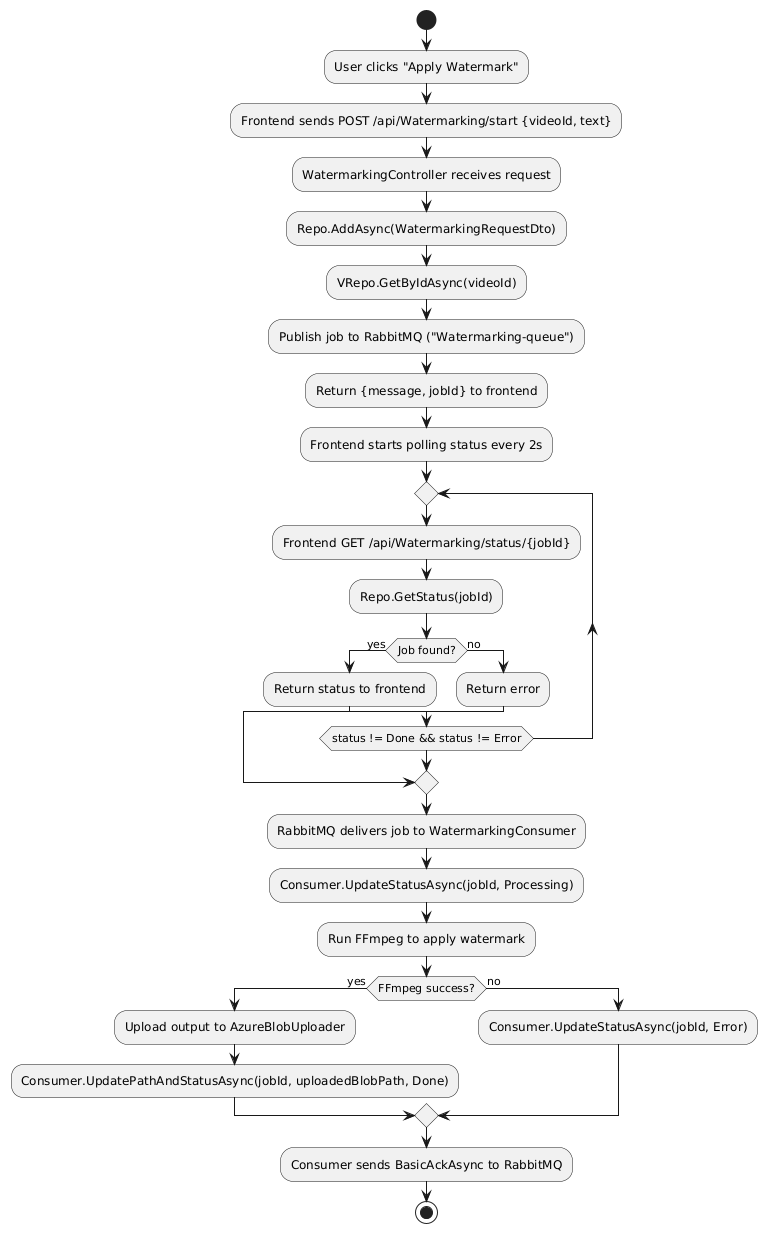 User clicks "Apply Watermark"
Frontend sends POST /api/Watermarking/start {videoId, text}
WatermarkingController receives request
Repo.AddAsync(WatermarkingRequestDto)
VRepo.GetByIdAsync(videoId)
Publish job to RabbitMQ ("Watermarking-queue")
Return {message, jobId} to frontend
Frontend starts polling status every 2s
Frontend GET /api/Watermarking/status/{jobId}
Repo.GetStatus(jobId)
yes
Job found?
no
Return status to frontend
Return error
status != Done && status != Error
RabbitMQ delivers job to WatermarkingConsumer
Consumer.UpdateStatusAsync(jobId, Processing)
Run FFmpeg to apply watermark
yes
FFmpeg success?
no
Upload output to AzureBlobUploader
Consumer.UpdateStatusAsync(jobId, Error)
Consumer.UpdatePathAndStatusAsync(jobId, uploadedBlobPath, Done)
Consumer sends BasicAckAsync to RabbitMQ